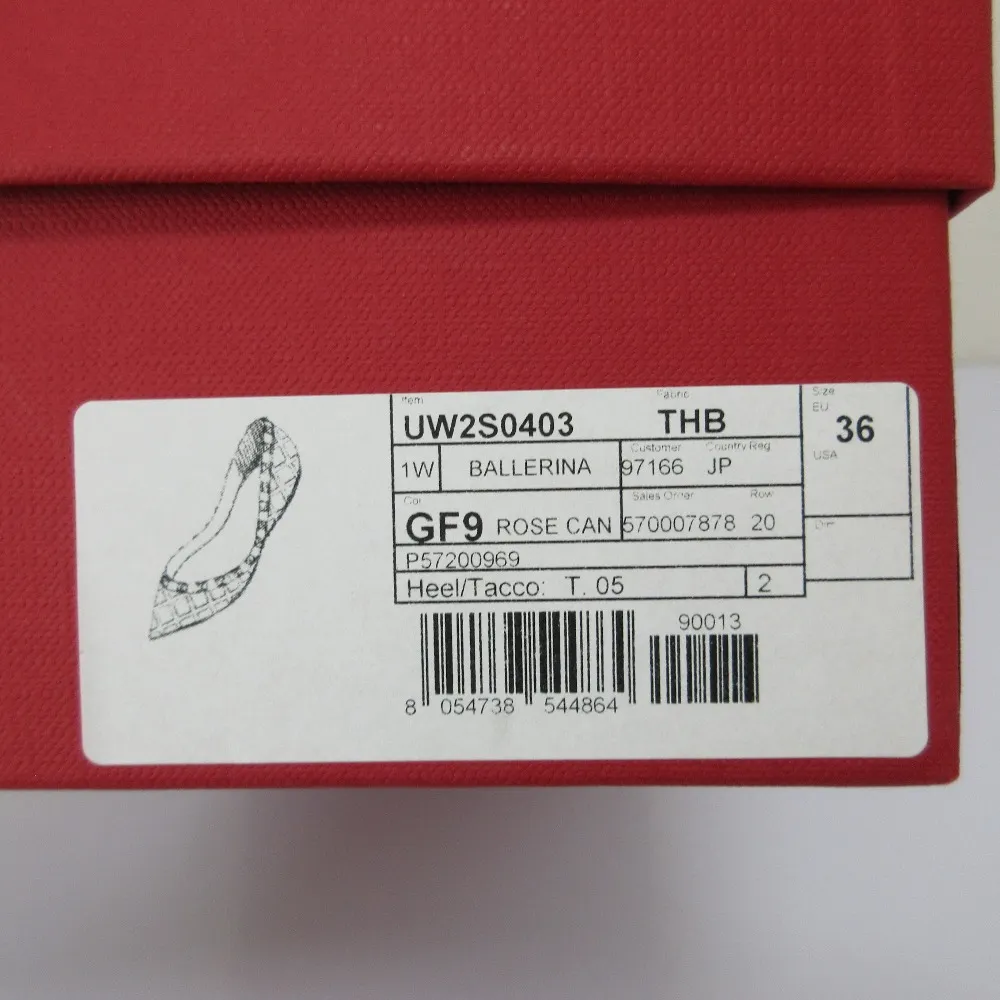 Item Fabric Size
UW2S0403 THB EU 36
Customer Country Reg USA
1W BALLERINA 97166 JP
Col Sales Order Row
GF9 ROSE CAN 570007878 20
P57200969
Heel/Tacco: T. 05 2
90013
8 054738 544864